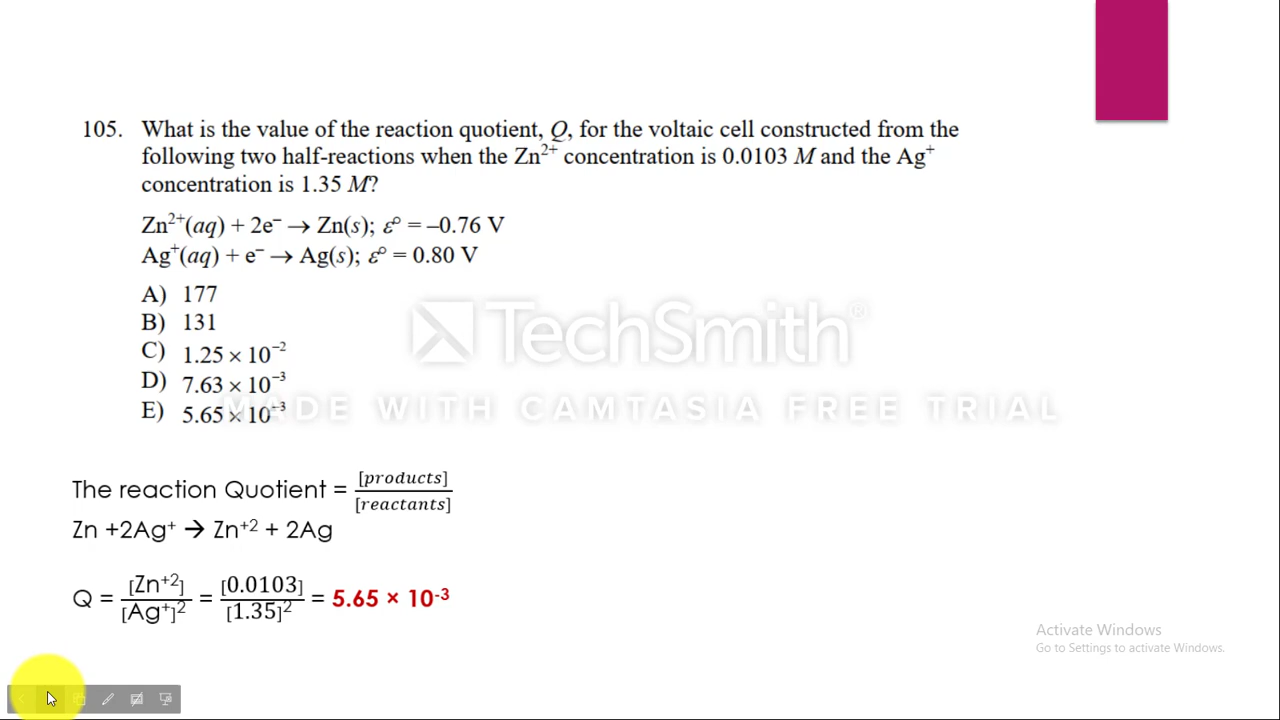 105. What is the value of the reaction quotient, Q, for the voltaic cell constructed from the
following two half-reactions when the Zn²⁺ concentration is 0.0103 M and the Ag⁺
concentration is 1.35 M?
Zn²⁺(aq) + 2e⁻ → Zn(s); ε° = –0.76 V
Ag⁺(aq) + e⁻ → Ag(s); ε° = 0.80 V
A) 177
B) 131
C) 1.25 × 10⁻²
D) 7.63 × 10⁻³
E) 5.65 × 10⁻³
TechSmith®
MADE WITH CAMTASIA FREE TRIAL
The reaction Quotient = [products]/[reactants]
Zn +2Ag⁺ → Zn⁺² + 2Ag
Q = [Zn⁺²]/[Ag⁺]² = [0.0103]/[1.35]² = 5.65 × 10⁻³
Activate Windows
Go to Settings to activate Windows.